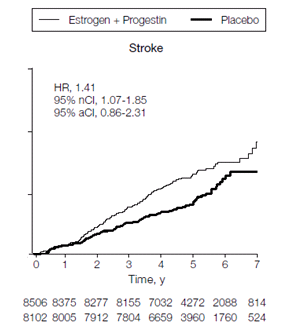 Estrogen + Progestin Placebo
Stroke
HR, 1.41
95% nCI, 1.07-1.85
95% aCI, 0.86-2.31
0 1 2 3 4 5 6 7
Time, y
8506 8375 8277 8155 7032 4272 2088 814
8102 8005 7912 7804 6659 3960 1760 524